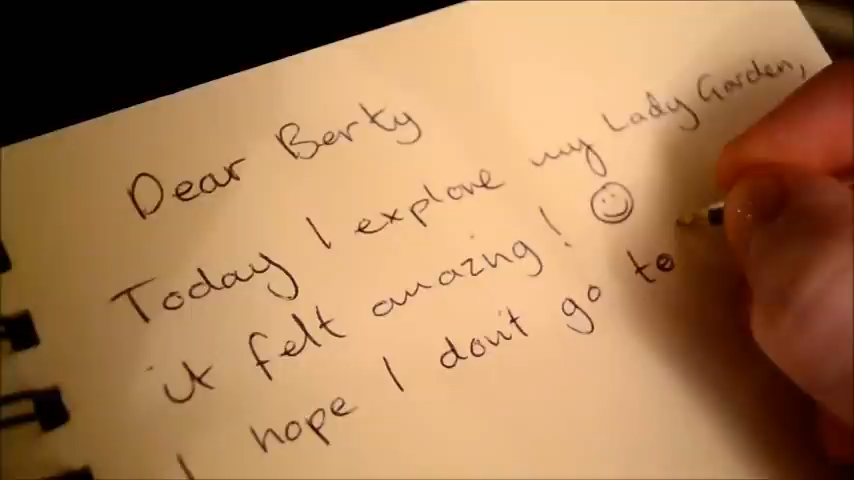 Dear Berty
Today I explore my Lady Garden,
it felt amazing! ☺
I hope I don't go to